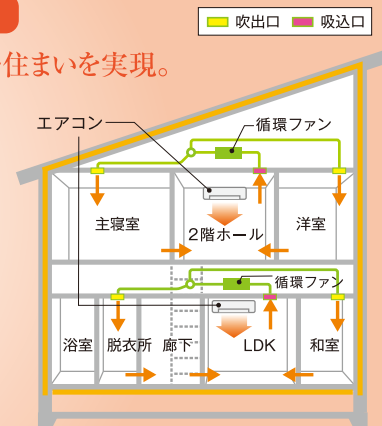 吹出口 吸込口
住まいを実現。
エアコン
循環ファン
主寝室
2階ホール
洋室
循環ファン
浴室
脱衣所
廊下
LDK
和室